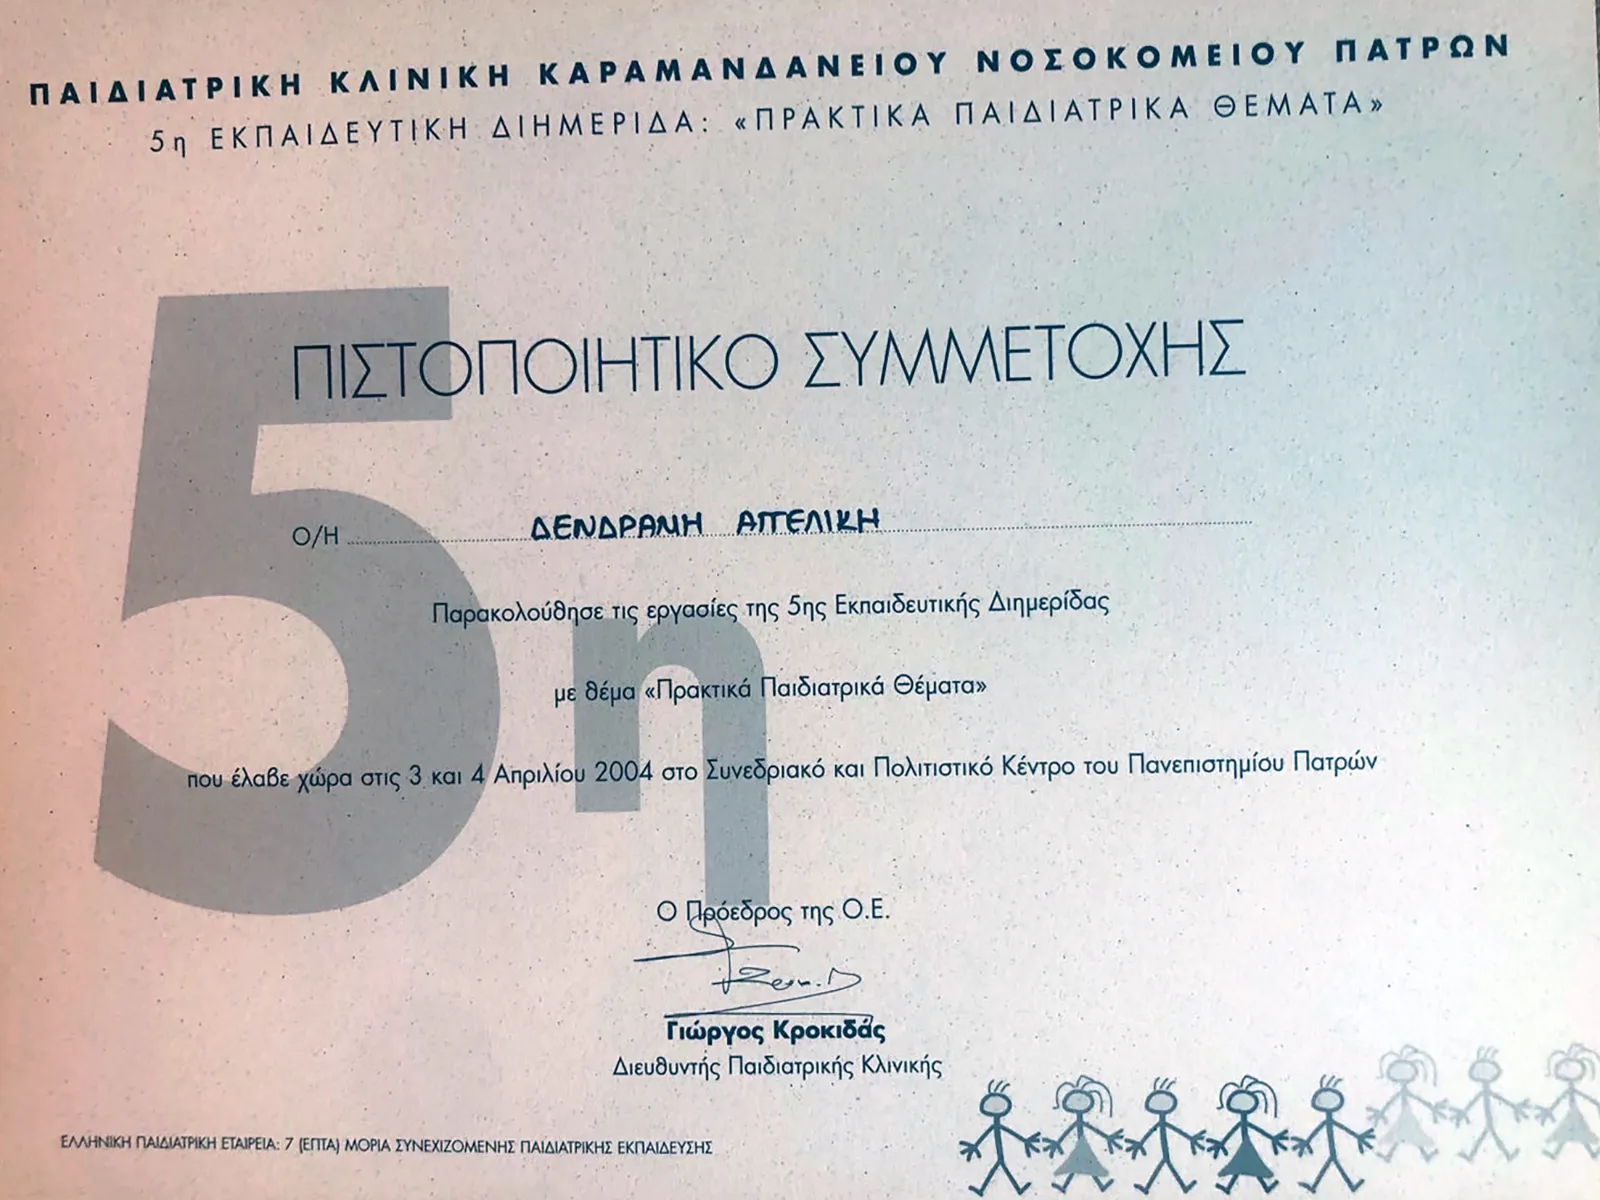 ΠΑΙΔΙΑΤΡΙΚΗ ΚΛΙΝΙΚΗ ΚΑΡΑΜΑΝΔΑΝΕΙΟΥ ΝΟΣΟΚΟΜΕΙΟΥ ΠΑΤΡΩΝ
5η ΕΚΠΑΙΔΕΥΤΙΚΗ ΔΙΗΜΕΡΙΔΑ: «ΠΡΑΚΤΙΚΑ ΠΑΙΔΙΑΤΡΙΚΑ ΘΕΜΑΤΑ»
5η
ΠΙΣΤΟΠΟΙΗΤΙΚΟ ΣΥΜΜΕΤΟΧΗΣ
Ο/Η ΔΕΝΔΡΑΜΗ ΑΓΓΕΛΙΚΗ
Παρακολούθησε τις εργασίες της 5ης Εκπαιδευτικής Διημερίδας
με θέμα «Πρακτικά Παιδιατρικά Θέματα»
που έλαβε χώρα στις 3 και 4 Απριλίου 2004 στο Συνεδριακό και Πολιτιστικό Κέντρο του Πανεπιστημίου Πατρών
Ο Πρόεδρος της Ο.Ε.
Γιώργος Κροκιδάς
Διευθυντής Παιδιατρικής Κλινικής
ΕΛΛΗΝΙΚΗ ΠΑΙΔΙΑΤΡΙΚΗ ΕΤΑΙΡΕΙΑ: 7 (ΕΠΤΑ) ΜΟΡΙΑ ΣΥΝΕΧΙΖΟΜΕΝΗΣ ΠΑΙΔΙΑΤΡΙΚΗΣ ΕΚΠΑΙΔΕΥΣΗΣ